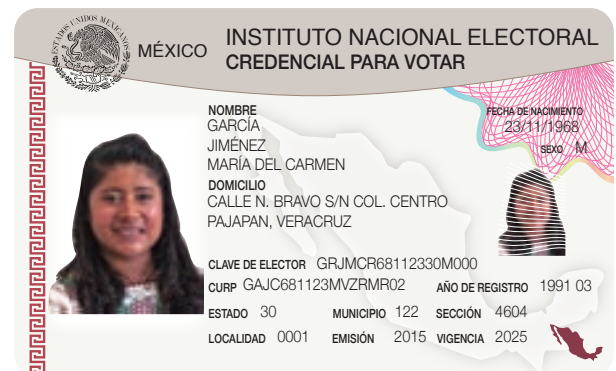 ESTADOS UNIDOS MEXICANOS
MÉXICO
INSTITUTO NACIONAL ELECTORAL
CREDENCIAL PARA VOTAR
NOMBRE
GARCÍA
JIMÉNEZ
MARÍA DEL CARMEN
FECHA DE NACIMIENTO
23/11/1968
SEXO M
DOMICILIO
CALLE N. BRAVO S/N COL. CENTRO
PAJAPAN, VERACRUZ
CLAVE DE ELECTOR GRJMCR68112330M000
CURP GAJC681123MVZRMR02 AÑO DE REGISTRO 1991 03
ESTADO 30 MUNICIPIO 122 SECCIÓN 4604
LOCALIDAD 0001 EMISIÓN 2015 VIGENCIA 2025